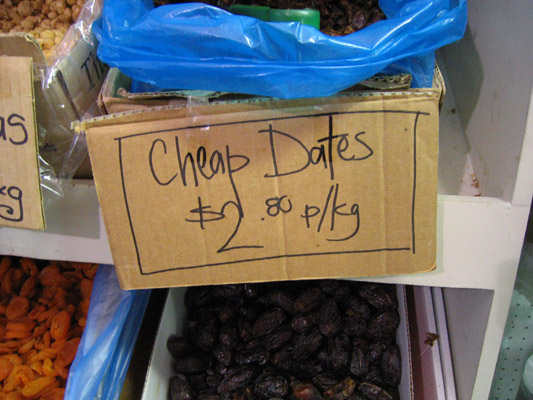 Cheap Dates
$2.80 p/kg